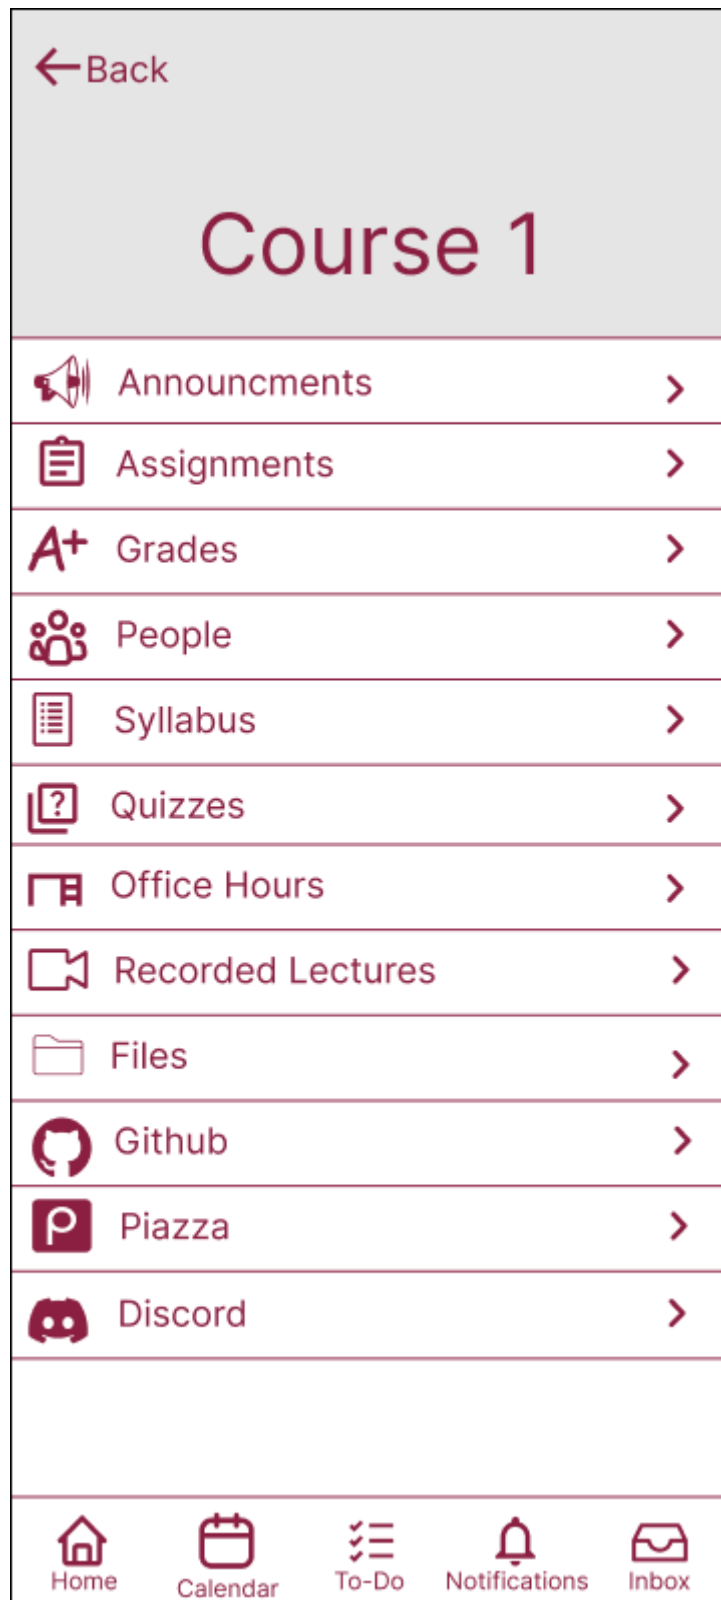 Back
Course 1
Announcments
Assignments
A+ Grades
People
Syllabus
? Quizzes
Office Hours
Recorded Lectures
Files
Github
P Piazza
Discord
Home Calendar To-Do Notifications Inbox